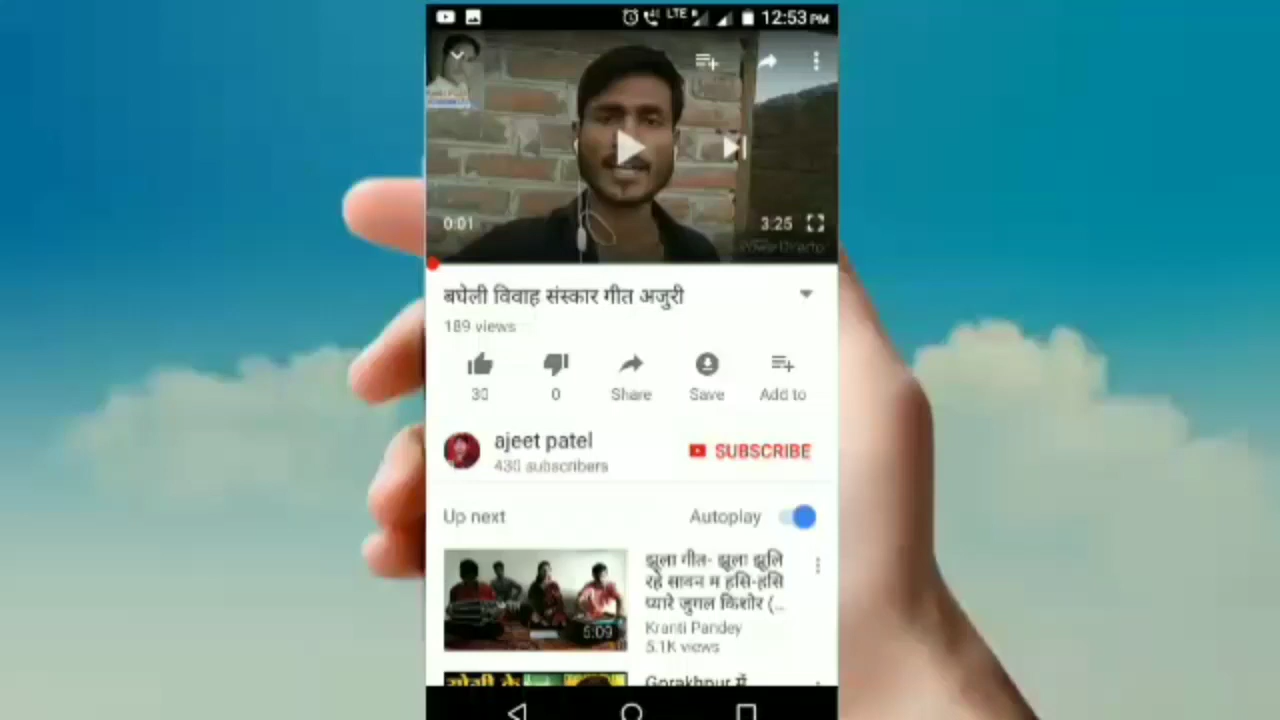 LTE 12:53 PM
0:01
3:25
PowerDirector
बघेली विवाह संस्कार गीत अजुरी
189 views
30
0
Share
Save
Add to
ajeet patel
430 subscribers
SUBSCRIBE
Up next
Autoplay
झूला गीत- झूला झूलि
रहे सावन म हसि-हसि
प्यारे जुगल किशोर (...
Kranti Pandey
5.1K views
5:09
योगी के
Gorakhpur में